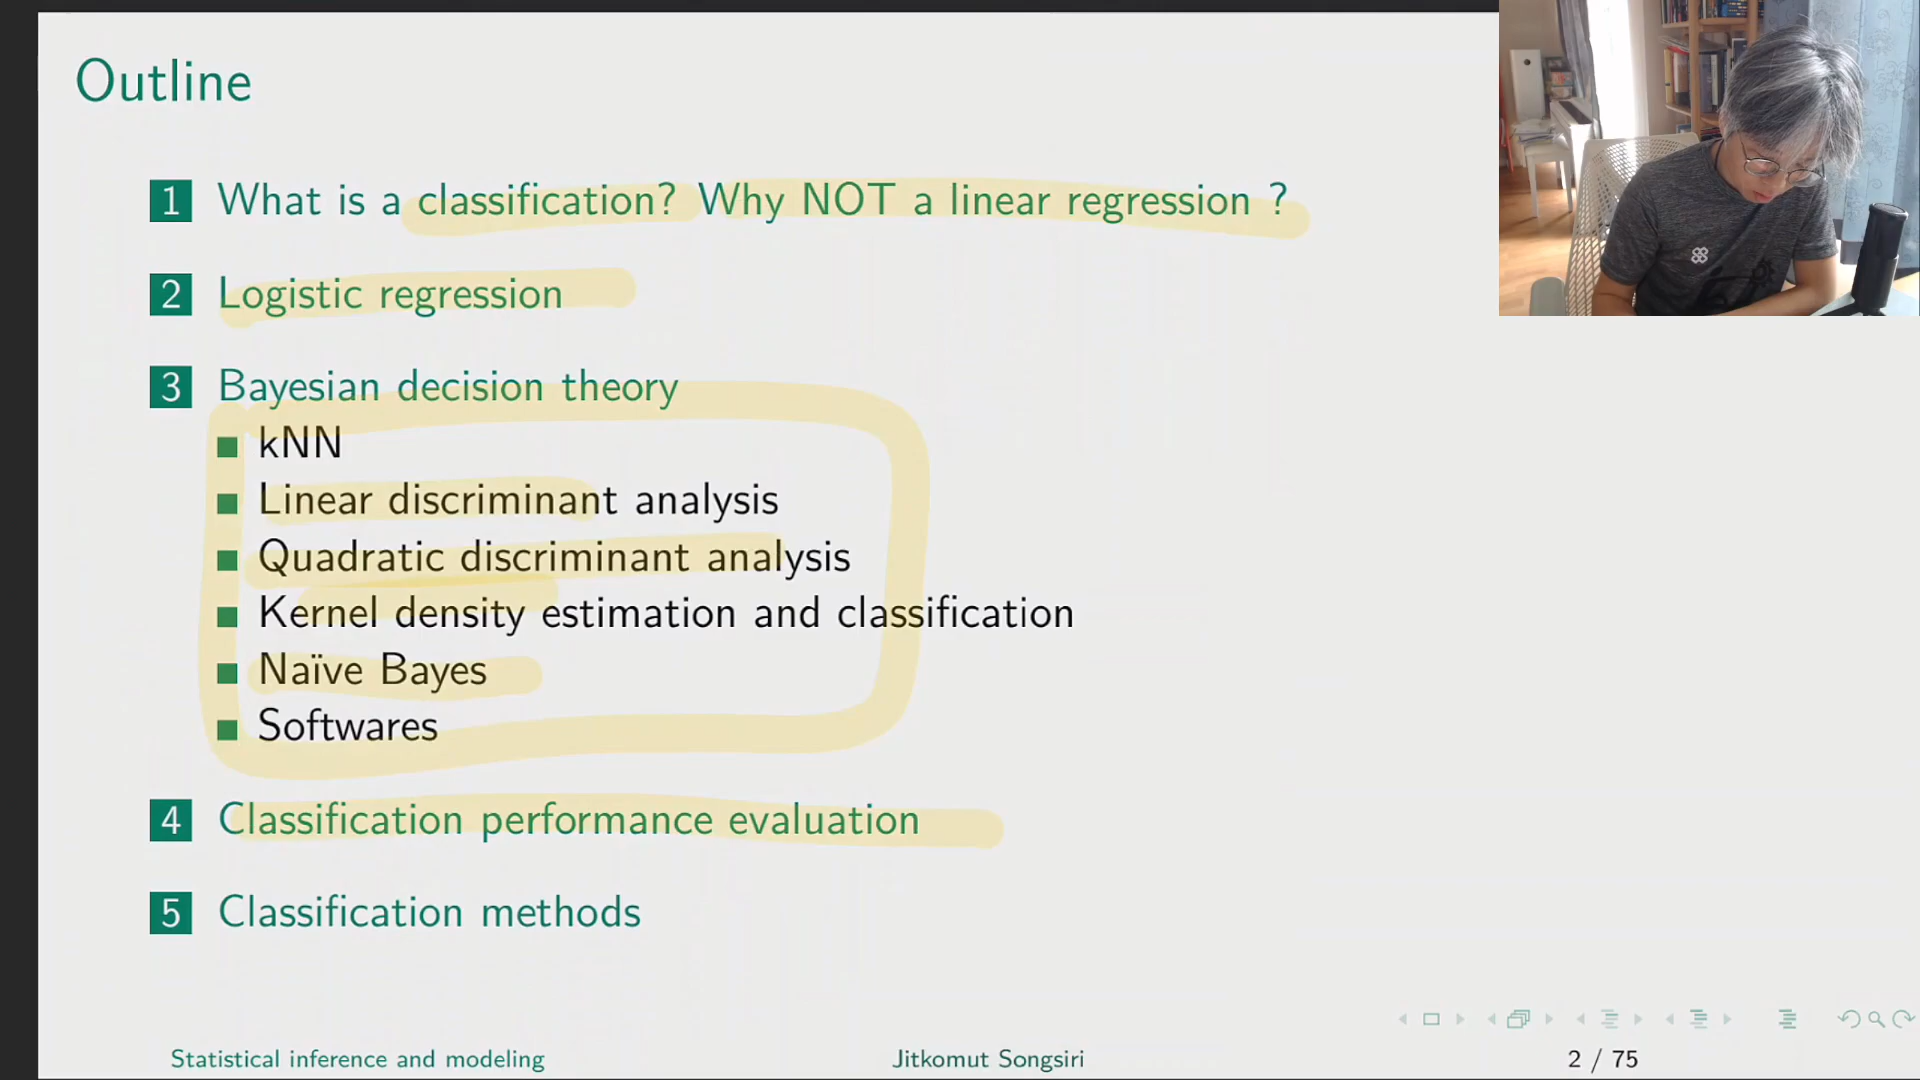 Outline
1 What is a classification? Why NOT a linear regression ?
2 Logistic regression
3 Bayesian decision theory
kNN
Linear discriminant analysis
Quadratic discriminant analysis
Kernel density estimation and classification
Naïve Bayes
Softwares
4 Classification performance evaluation
5 Classification methods
Statistical inference and modeling
Jitkomut Songsiri
2 / 75